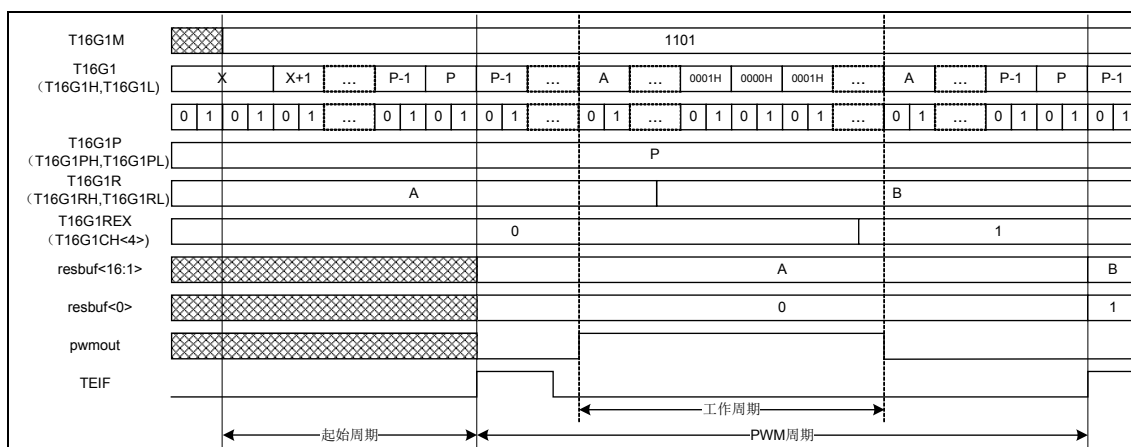 T16G1M 1101
T16G1 X X+1 ... P-1 P P-1 ... A ... 0001H 0000H 0001H ... A ... P-1 P P-1
（T16G1H,T16G1L)
0 1 0 1 0 1 ... 0 1 0 1 0 1 ... 0 1 ... 0 1 0 1 0 1 ... 0 1 ... 0 1 0 1 0 1
T16G1P
（T16G1PH,T16G1PL) P
T16G1R
（T16G1RH,T16G1RL) A B
T16G1REX
（T16G1CH<4>) 0 1
resbuf<16:1> A B
resbuf<0> 0 1
pwmout
TEIF
工作周期
起始周期 PWM周期